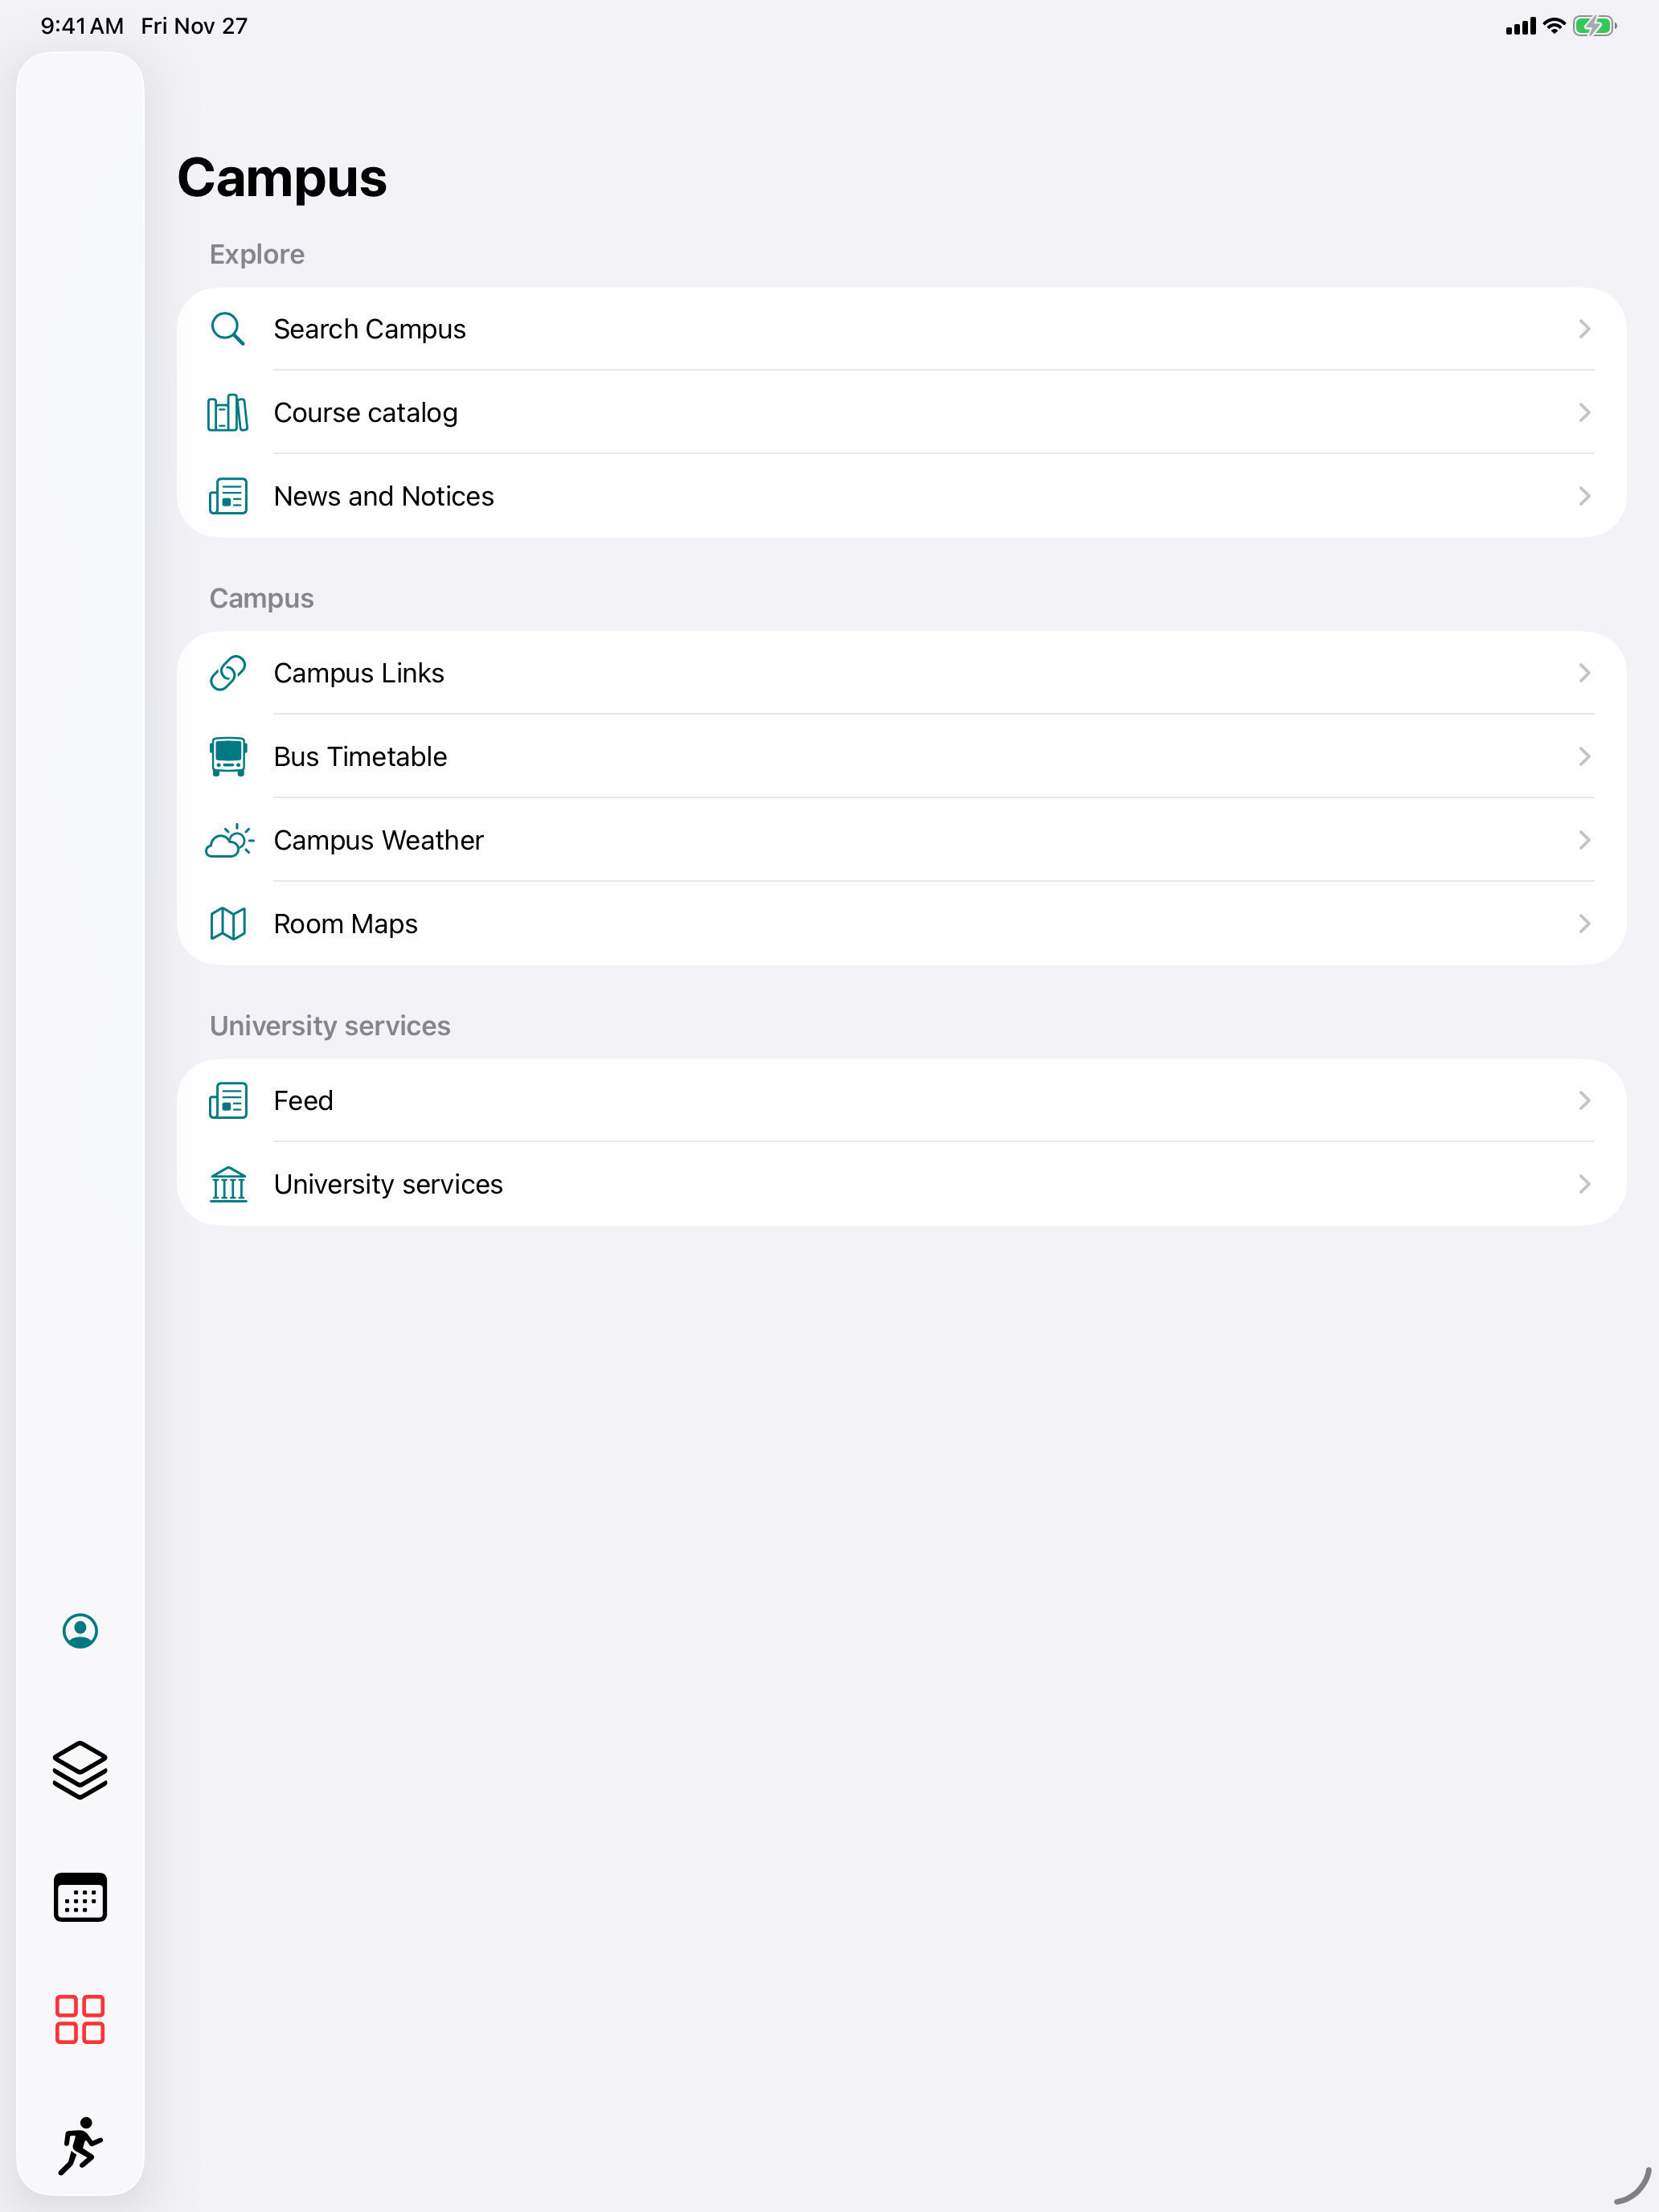 9:41 AM Fri Nov 27
Campus
Explore
Search Campus
Course catalog
News and Notices
Campus
Campus Links
Bus Timetable
Campus Weather
Room Maps
University services
Feed
University services